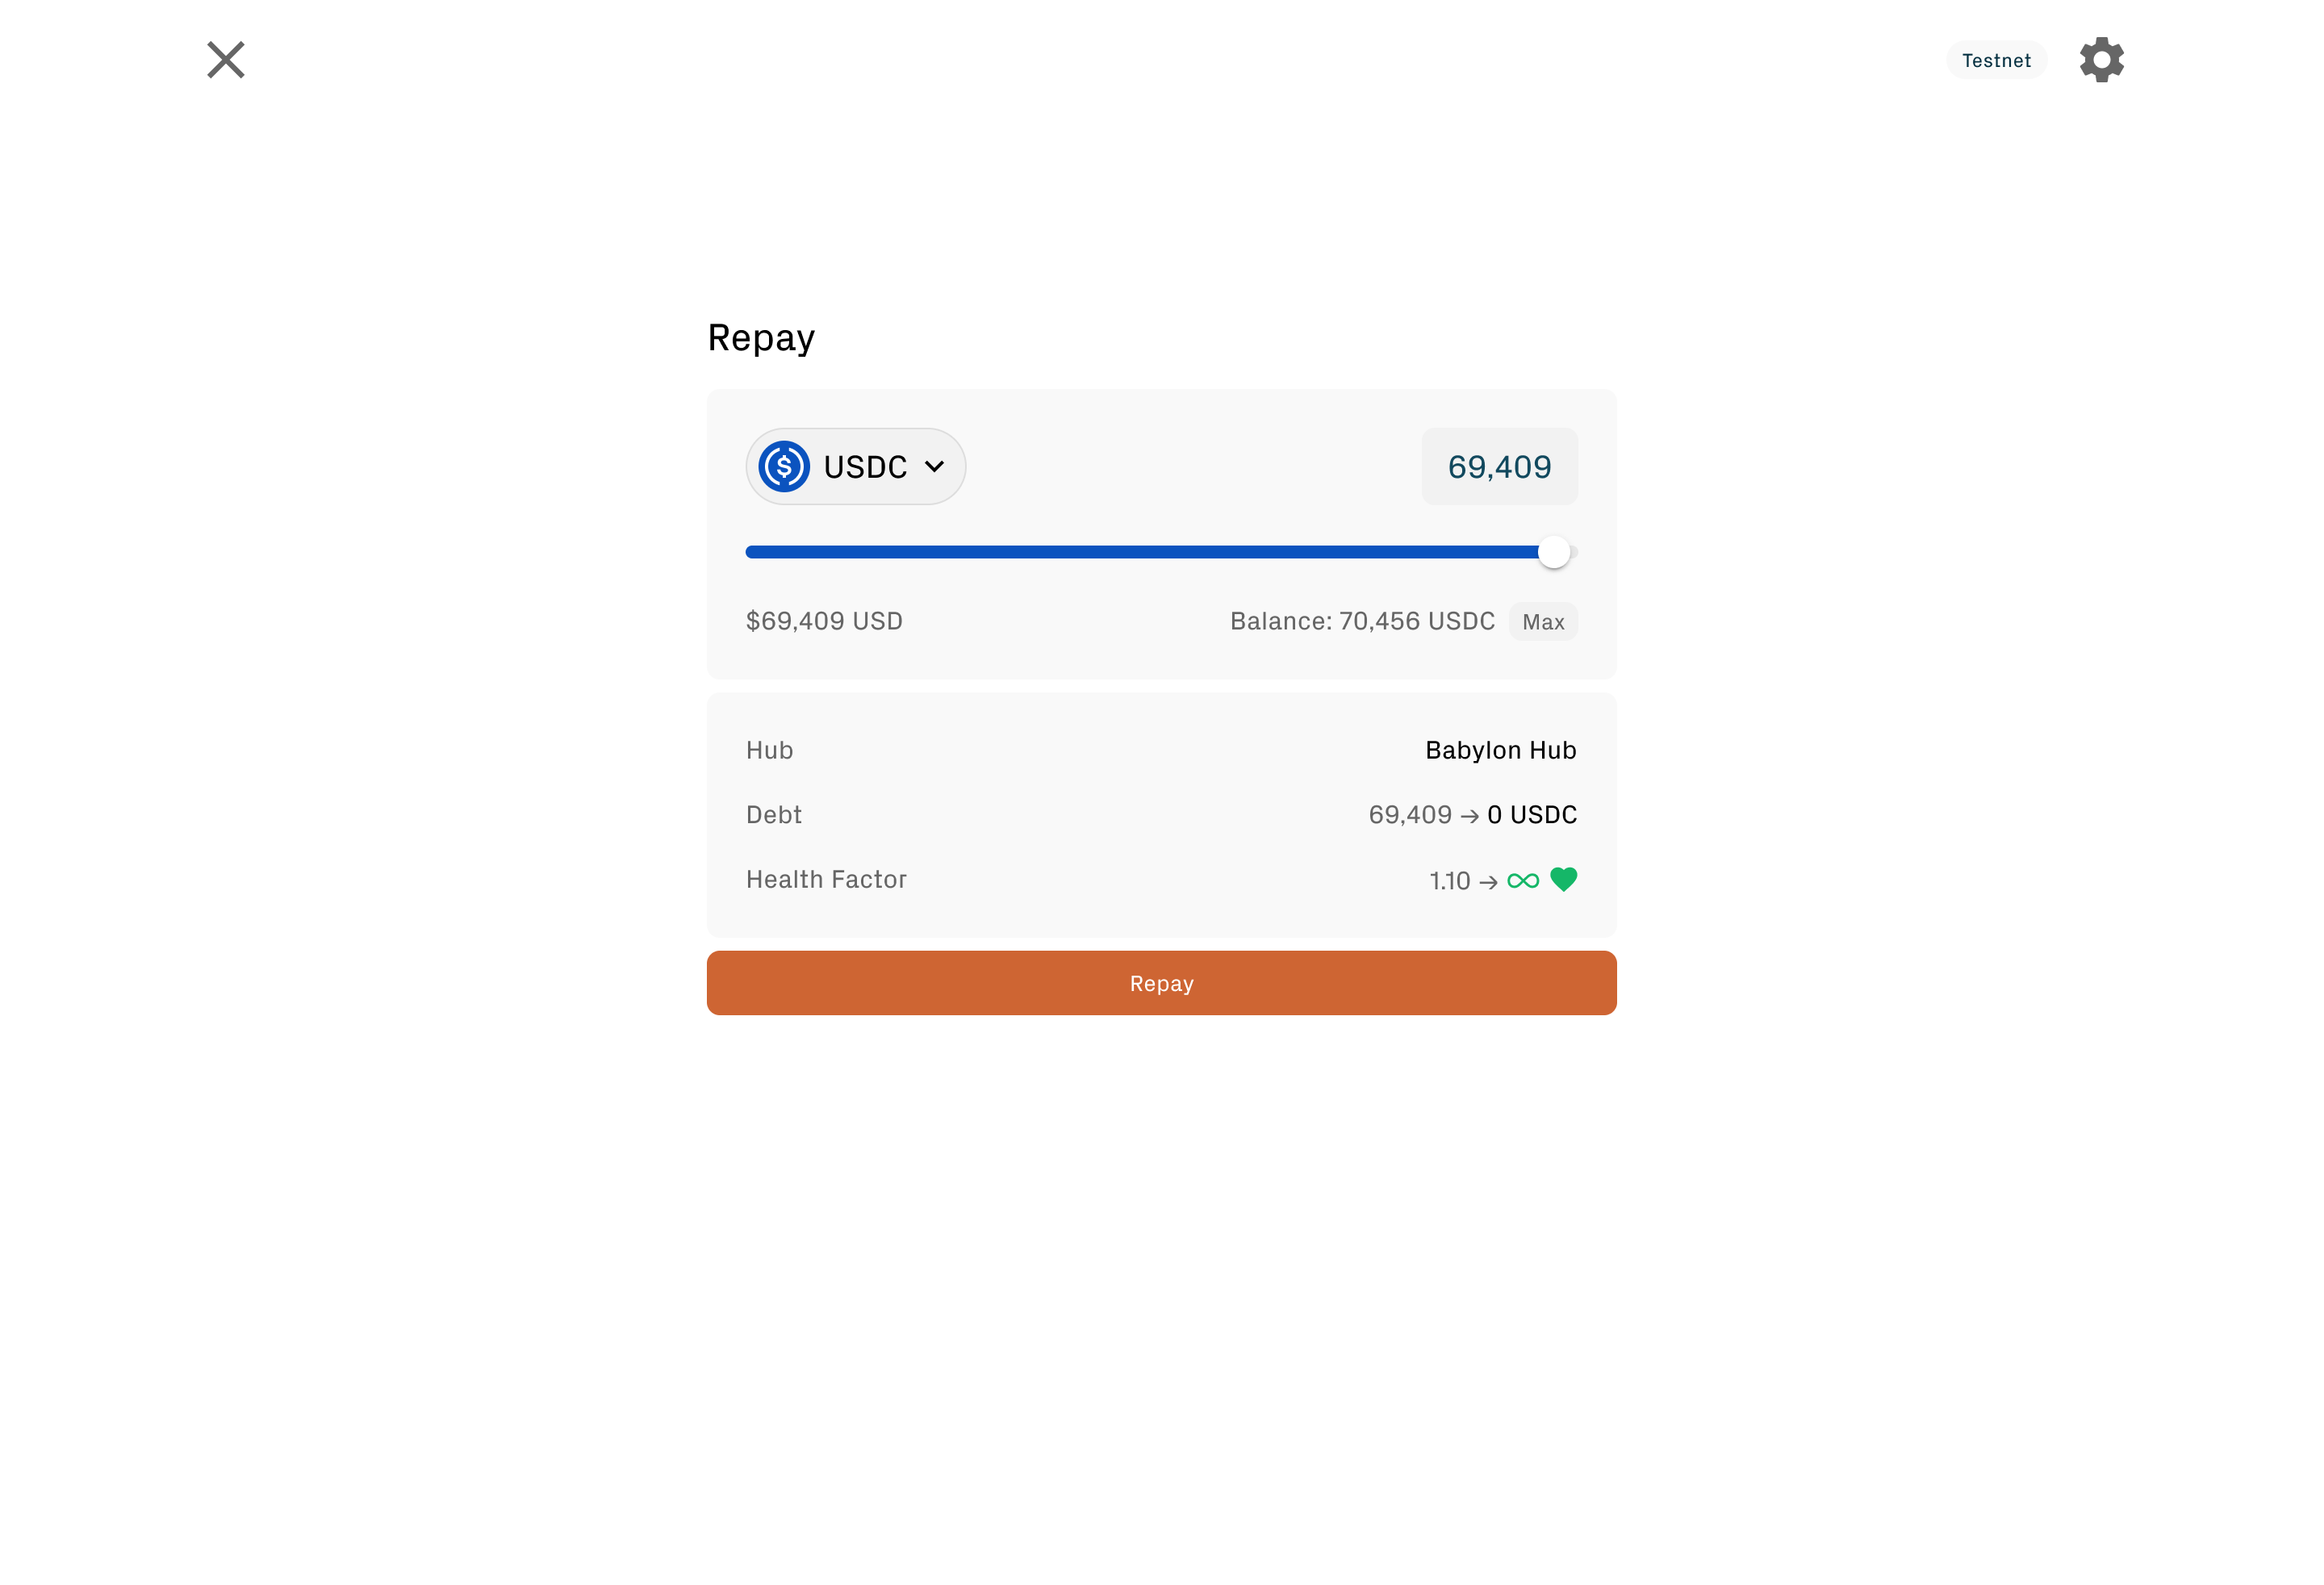 Testnet
Repay
USDC
69,409
$69,409 USD
Balance: 70,456 USDC
Max
Hub
Babylon Hub
Debt
69,409 → 0 USDC
Health Factor
1.10 → ∞
Repay